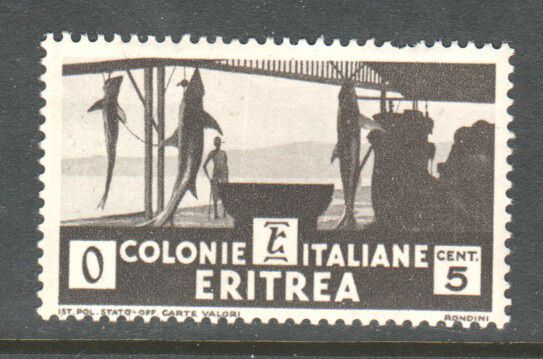 0 COLONIE ITALIANE CENT. 5
ERITREA
IST. POL. STATO-OFF. CARTE VALORI RONDINI